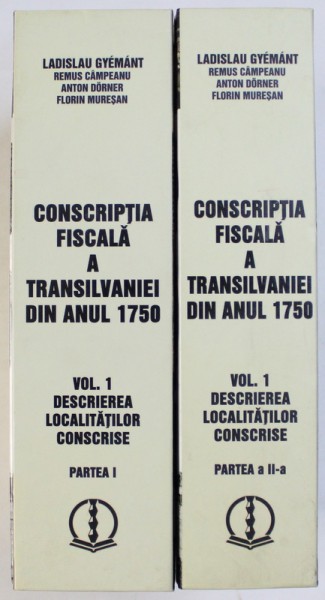 LADISLAU GYÉMÁNT
REMUS CÂMPEANU
ANTON DÖRNER
FLORIN MUREŞAN
CONSCRIPŢIA
FISCALĂ
A
TRANSILVANIEI
DIN ANUL 1750
VOL. 1
DESCRIEREA
LOCALITĂŢILOR
CONSCRISE
PARTEA I
LADISLAU GYÉMÁNT
REMUS CÂMPEANU
ANTON DÖRNER
FLORIN MUREŞAN
CONSCRIPŢIA
FISCALĂ
A
TRANSILVANIEI
DIN ANUL 1750
VOL. 1
DESCRIEREA
LOCALITĂŢILOR
CONSCRISE
PARTEA a II-a